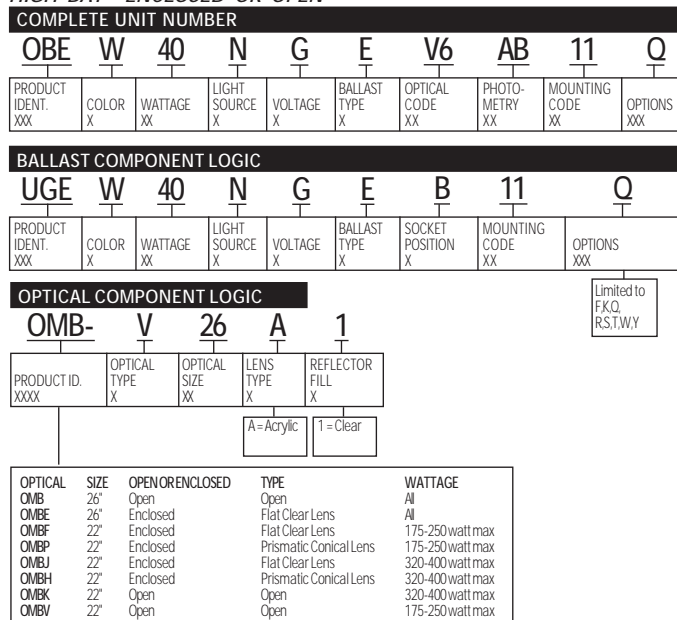 HIGH BAY - ENCLOSED OR OPEN
COMPLETE UNIT NUMBER
OBE W 40 N G E V6 AB 11 Q
PRODUCT IDENT. XXX
COLOR X
WATTAGE XX
LIGHT SOURCE X
VOLTAGE X
BALLAST TYPE X
OPTICAL CODE XX
PHOTO- METRY XX
MOUNTING CODE XX
OPTIONS XXX
BALLAST COMPONENT LOGIC
UGE W 40 N G E B 11 Q
PRODUCT IDENT. XXX
COLOR X
WATTAGE XX
LIGHT SOURCE X
VOLTAGE X
BALLAST TYPE X
SOCKET POSITION X
MOUNTING CODE XX
OPTIONS XXX
Limited to
F,K,Q,
R,S,T,W,Y
OPTICAL COMPONENT LOGIC
OMB- V 26 A 1
PRODUCT ID. XXXX
OPTICAL TYPE X
OPTICAL SIZE XX
LENS TYPE X
REFLECTOR FILL X
A = Acrylic
1 = Clear
OPTICAL SIZE OPEN OR ENCLOSED TYPE WATTAGE
OMB 26" Open Open All
OMBE 26" Enclosed Flat Clear Lens All
OMBF 22" Enclosed Flat Clear Lens 175-250 watt max
OMBP 22" Enclosed Prismatic Conical Lens 175-250 watt max
OMBJ 22" Enclosed Flat Clear Lens 320-400 watt max
OMBH 22" Enclosed Prismatic Conical Lens 320-400 watt max
OMBK 22" Open Open 320-400 watt max
OMBV 22" Open Open 175-250 watt max